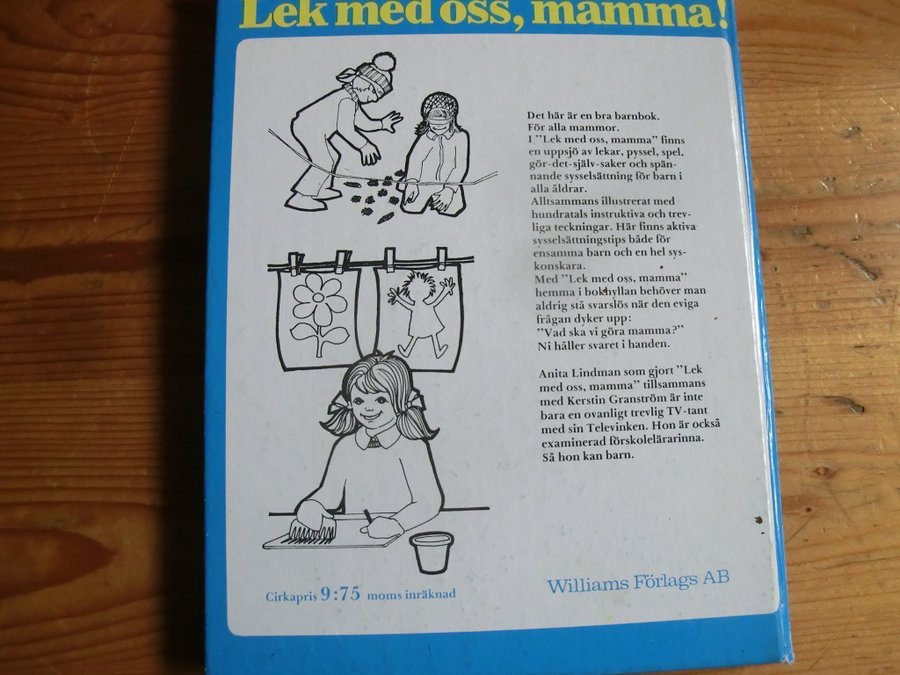 Lek med oss, mamma!
Det här är en bra barnbok.
För alla mammor.
I "Lek med oss, mamma" finns
en uppsjö av lekar, pyssel, spel,
gör-det-själv-saker och spän-
nande sysselsättning för barn i
alla åldrar.
Alltsammans illustrerat med
hundratals instruktiva och trev-
liga teckningar. Här finns aktiva
sysselsättningstips både för
ensamma barn och en hel sys-
konskara.
Med "Lek med oss, mamma"
hemma i bokhyllan behöver man
aldrig stå svarslös när den eviga
frågan dyker upp:
"Vad ska vi göra mamma?"
Ni håller svaret i handen.
Anita Lindman som gjort "Lek
med oss, mamma" tillsammans
med Kerstin Granström är inte
bara en ovanligt trevlig TV-tant
med sin Televinken. Hon är också
examinerad förskolelärarinna.
Så hon kan barn.
Cirkapris 9:75 moms inräknad
Williams Förlags AB